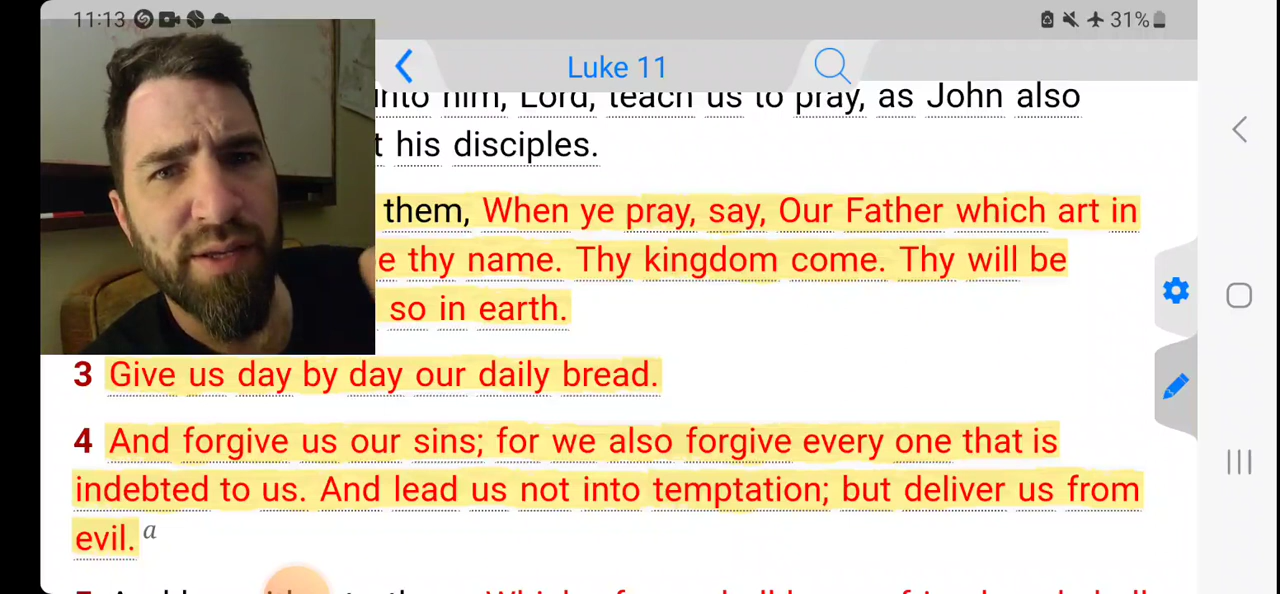 11:13 31%
Luke 11
into him, Lord, teach us to pray, as John also
t his disciples.
them, When ye pray, say, Our Father which art in
e thy name. Thy kingdom come. Thy will be
so in earth.
3 Give us day by day our daily bread.
4 And forgive us our sins; for we also forgive every one that is
indebted to us. And lead us not into temptation; but deliver us from
evil. a